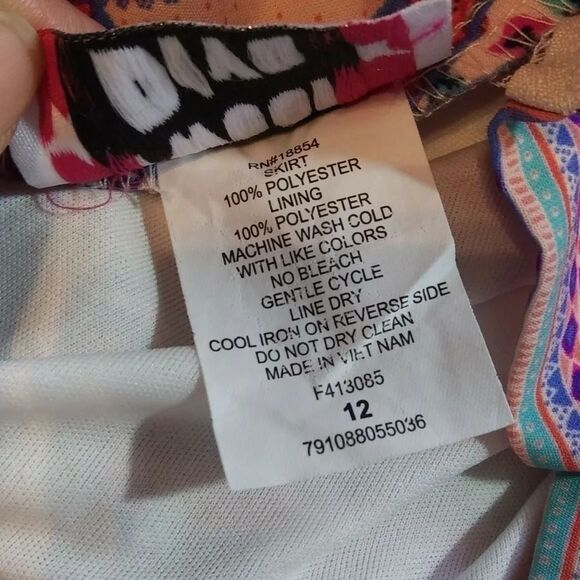 RN#18854
SKIRT
100% POLYESTER
LINING
100% POLYESTER
MACHINE WASH COLD
WITH LIKE COLORS
NO BLEACH
GENTLE CYCLE
LINE DRY
COOL IRON ON REVERSE SIDE
DO NOT DRY CLEAN
MADE IN VIET NAM
F413085
12
791088055036